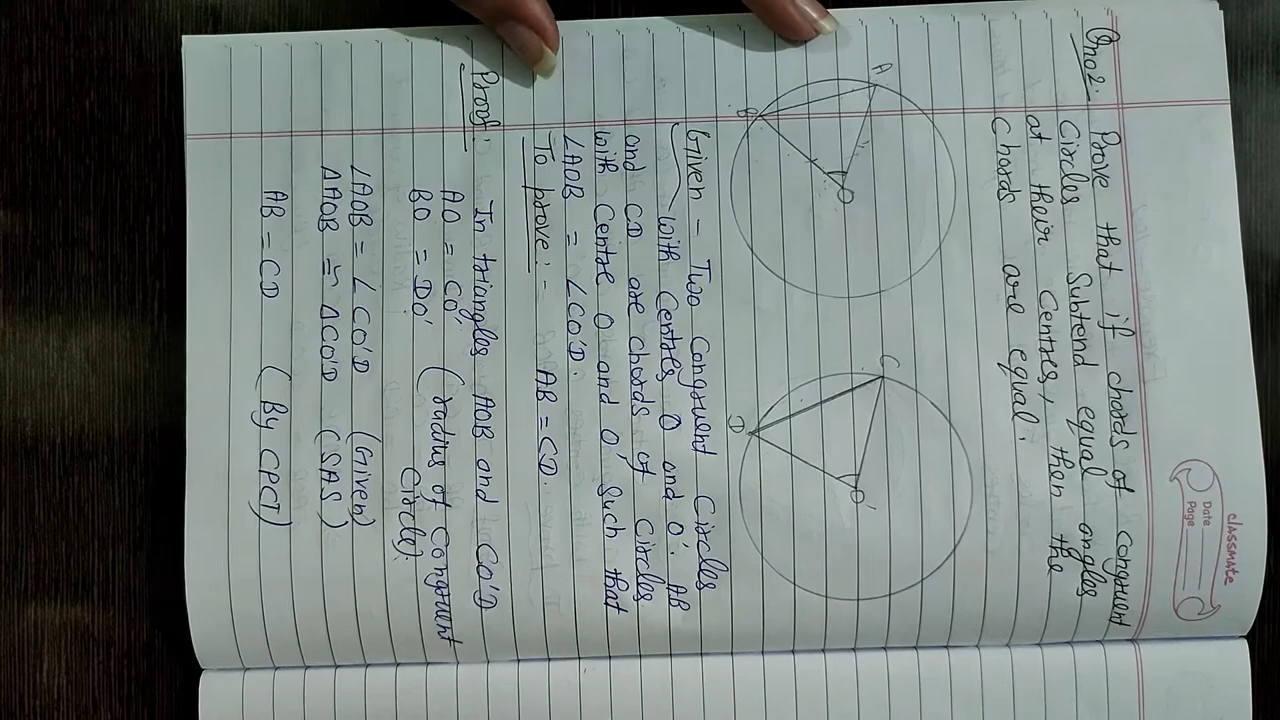 classmate
Date
Page
Qno2. Prove that if chords of congruent
Circles Subtend equal angles
at their Centres, then the
Chords are equal.
A
B
O
C
D
O'
Given - Two Congruent Circles
with Centres O and O'. AB
and CD are chords of Circles
with Centre O and O' such that
∠AOB = ∠CO'D.
To prove:- AB = CD.
Proof: In triangles AOB and CO'D
AO = CO'
BO = DO' (radius of congruent
Circle).
∠AOB = ∠CO'D (Given)
ΔAOB ≅ ΔCO'D (SAS)
AB = CD (By CPCT)